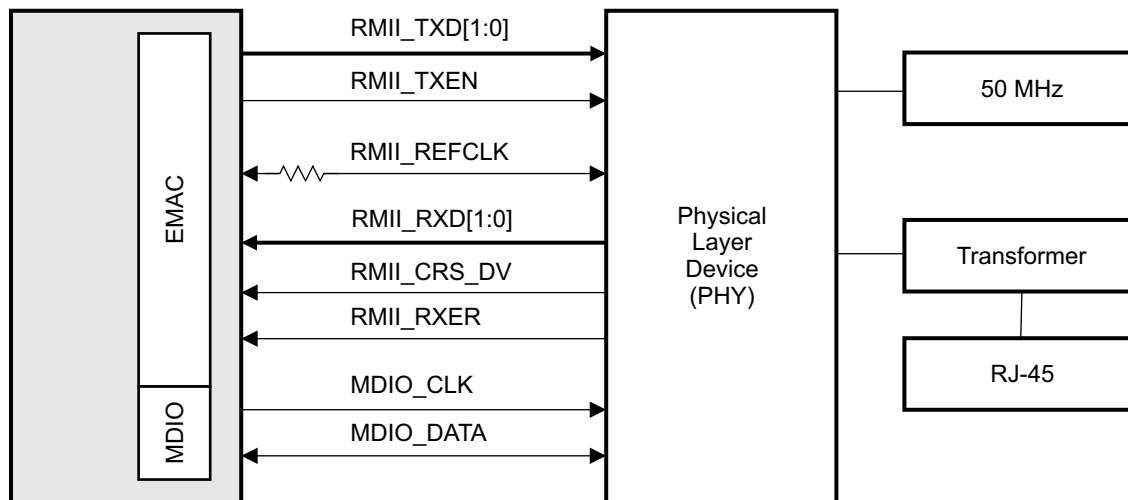 RMII_TXD[1:0]
RMII_TXEN
RMII_REFCLK
RMII_RXD[1:0]
RMII_CRS_DV
RMII_RXER
MDIO_CLK
MDIO_DATA
EMAC
MDIO
Physical
Layer
Device
(PHY)
50 MHz
Transformer
RJ-45